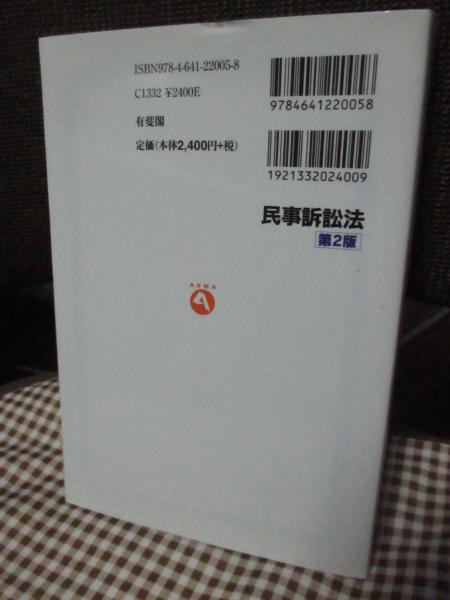 ISBN978-4-641-22005-8
C1332 ¥2400E
有斐閣
定価(本体2,400円+税)
9784641220058
1921332024009
民事訴訟法
第2版
ARMA